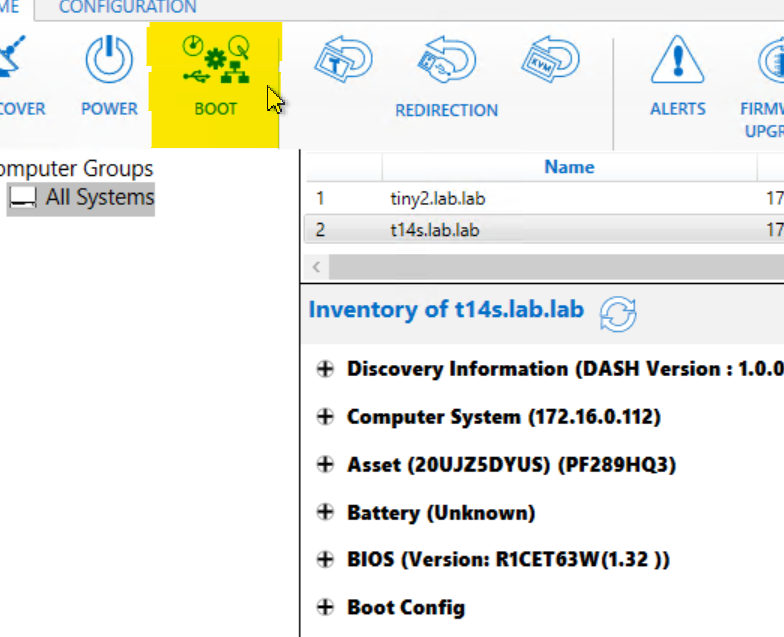 ME CONFIGURATION
COVER POWER BOOT T KVM REDIRECTION ALERTS FIRMW
UPGR
omputer Groups
All Systems
Name
1 tiny2.lab.lab 17
2 t14s.lab.lab 17
Inventory of t14s.lab.lab
Discovery Information (DASH Version : 1.0.0
Computer System (172.16.0.112)
Asset (20UJZ5DYUS) (PF289HQ3)
Battery (Unknown)
BIOS (Version: R1CET63W(1.32 ))
Boot Config